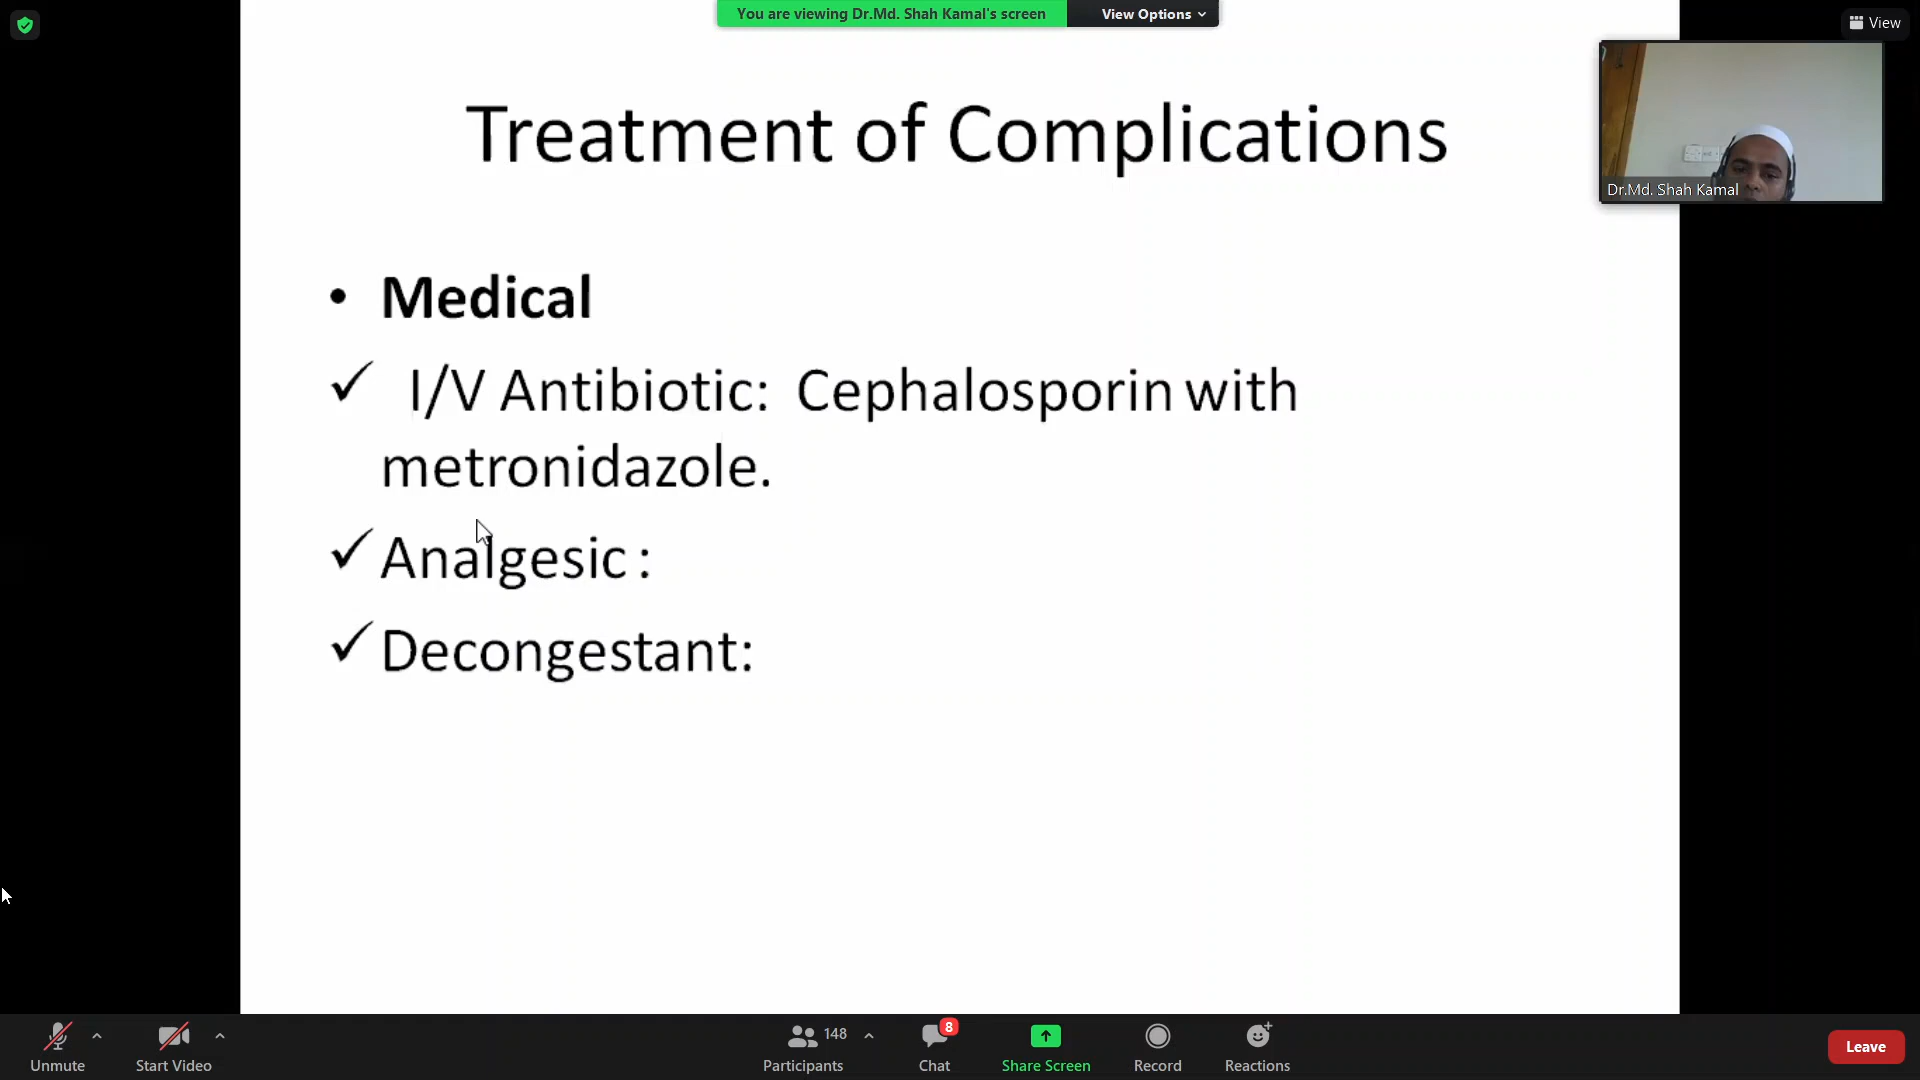 You are viewing Dr.Md. Shah Kamal's screen
View Options
View
Dr.Md. Shah Kamal
Treatment of Complications
• Medical
✓ I/V Antibiotic: Cephalosporin with
metronidazole.
✓ Analgesic :
✓ Decongestant:
Unmute
Start Video
148
Participants
8
Chat
Share Screen
Record
Reactions
Leave